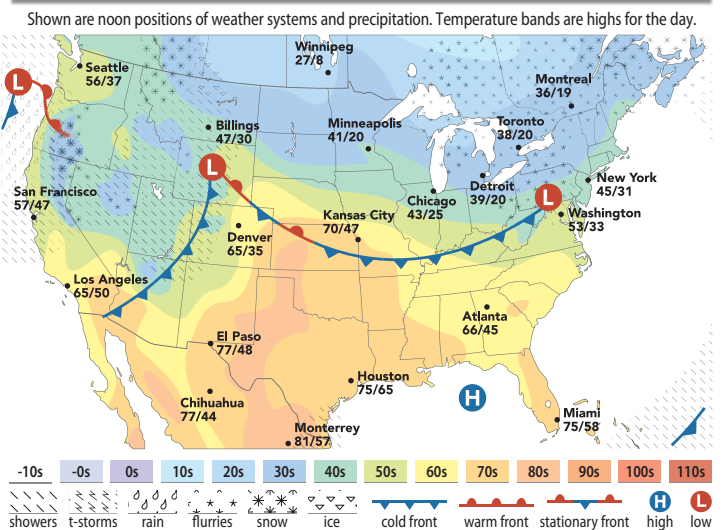 Shown are noon positions of weather systems and precipitation. Temperature bands are highs for the day.
Winnipeg
27/8
Seattle
56/37
L
Montreal
36/19
Billings
47/30
Minneapolis
41/20
Toronto
38/20
L
San Francisco
57/47
Detroit
39/20
New York
45/31
L
Chicago
43/25
Kansas City
70/47
Washington
53/33
Denver
65/35
Los Angeles
65/50
Atlanta
66/45
El Paso
77/48
Houston
75/65
H
Chihuahua
77/44
Miami
75/58
Monterrey
81/57
-10s -0s 0s 10s 20s 30s 40s 50s 60s 70s 80s 90s 100s 110s
H L
showers t-storms rain flurries snow ice cold front warm front stationary front high low